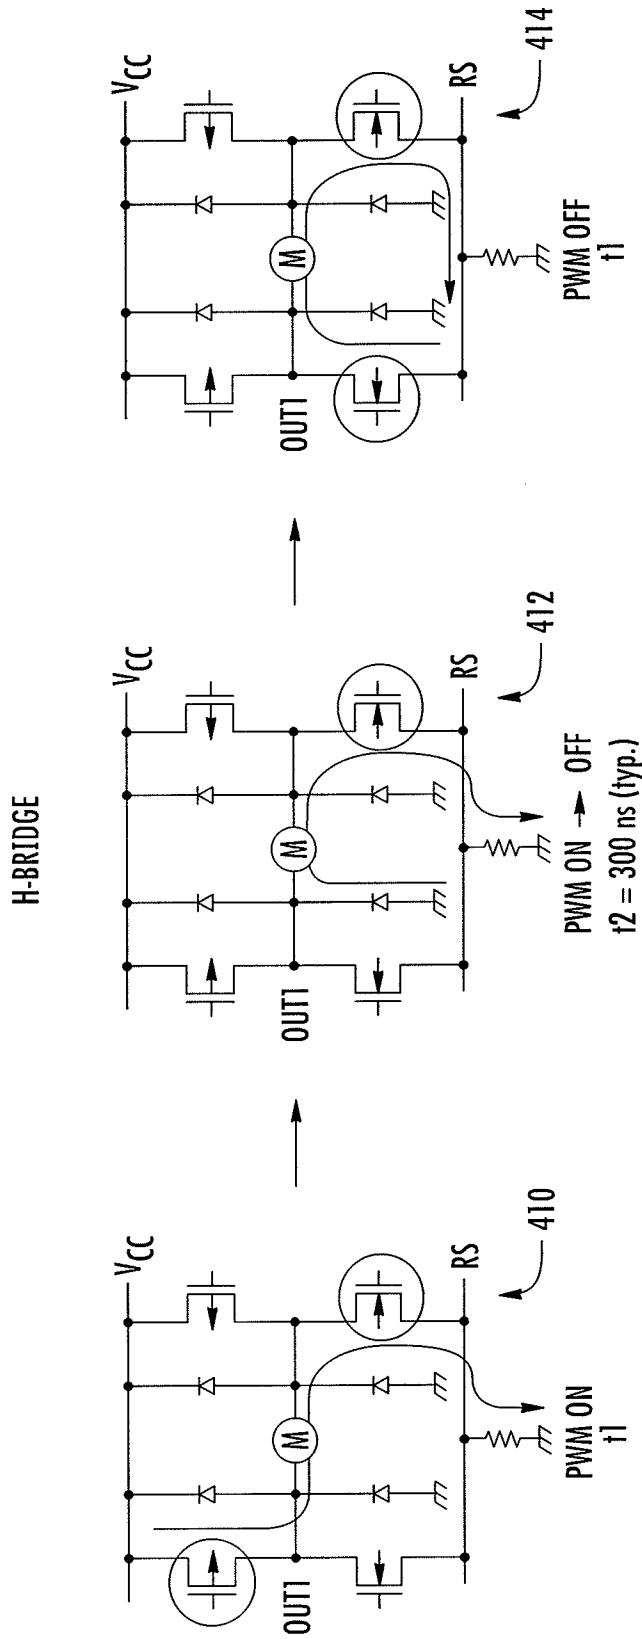 H-BRIDGE
VCC
M
OUT1
RS
PWM ON
t1
410
VCC
M
OUT1
RS
PWM ON → OFF
t2 = 300 ns (typ.)
412
VCC
M
OUT1
RS
PWM OFF
t1
414